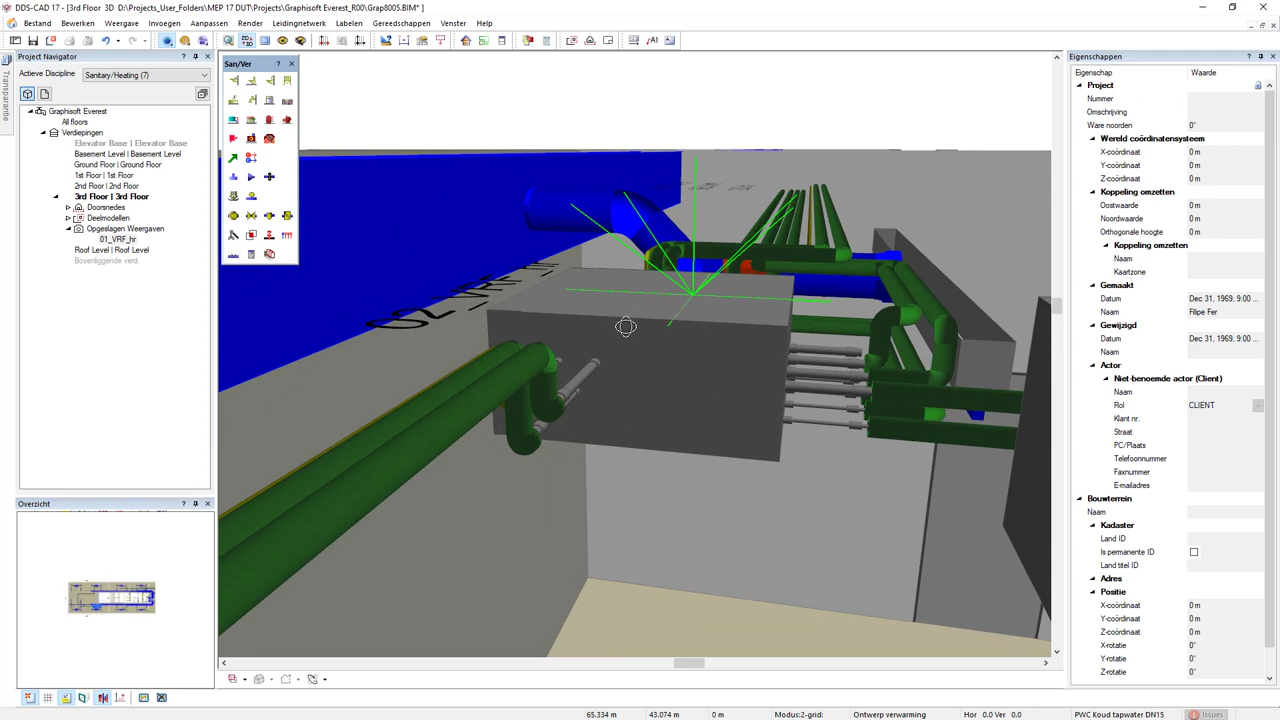 DDS-CAD 17 - [3rd Floor 3D D:\Projects_User_Folders\MEP 17 DUT\Projects\Graphisoft Everest_R00\Grap8005.BIM* ]
Bestand Bewerken Weergave Invoegen Aanpassen Render Leidingnetwerk Labelen Gereedschappen Venster Help
Project Navigator
Actieve Discipline Sanitary/Heating (7)
Graphisoft Everest
All floors
Verdiepingen
Elevator Base | Elevator Base
Basement Level | Basement Level
Ground Floor | Ground Floor
1st Floor | 1st Floor
2nd Floor | 2nd Floor
3rd Floor | 3rd Floor
Doorsnedes
Deelmodellen
Opgeslagen Weergaven
01_VRF_hr
Roof Level | Roof Level
Bovenliggende verd.
Transparantie
Overzicht
San/Ver
Eigenschappen
Eigenschap Waarde
Project
Nummer
Omschrijving
Ware noorden 0°
Wereld coördinatensysteem
X-coördinaat 0 m
Y-coördinaat 0 m
Z-coördinaat 0 m
Koppeling omzetten
Oostwaarde 0 m
Noordwaarde 0 m
Orthogonale hoogte 0 m
Koppeling omzetten
Naam
Kaartzone
Gemaakt
Datum Dec 31, 1969, 9:00 ...
Naam Filipe Fer
Gewijzigd
Datum Dec 31, 1969, 9:00 ...
Naam
Actor
Niet-benoemde actor (Client)
Naam
Rol CLIENT
Klant nr.
Straat
PC/Plaats
Telefoonnummer
Faxnummer
E-mailadres
Bouwterrein
Naam
Kadaster
Land ID
Is permanente ID
Land titel ID
Adres
Positie
X-coördinaat 0 m
Y-coördinaat 0 m
Z-coördinaat 0 m
X-rotatie 0°
Y-rotatie 0°
Z-rotatie 0°
65.334 m 43.074 m 0 m Modus:2-grid: Ontwerp verwarming Hor 0.0 Ver 0.0 PWC Koud tapwater DN15 Issues